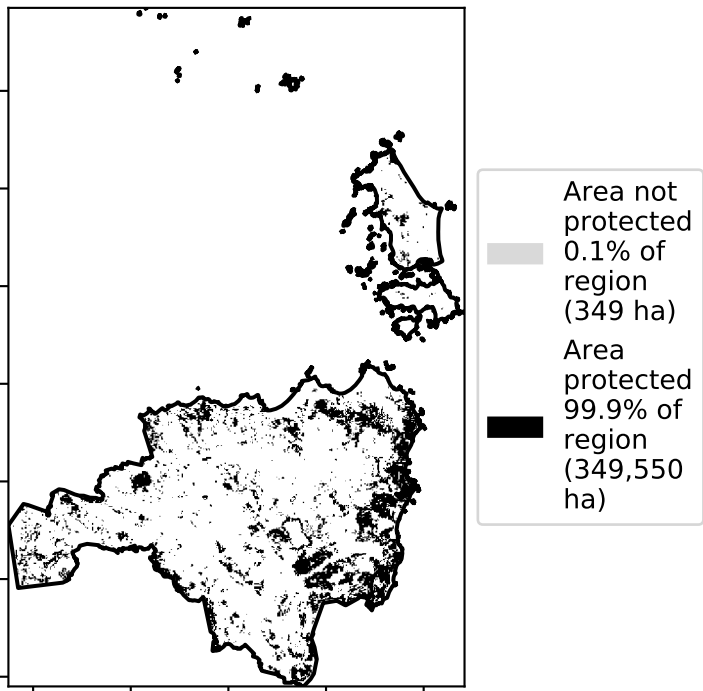 Area not
protected
0.1% of
region
(349 ha)
Area
protected
99.9% of
region
(349,550
ha)